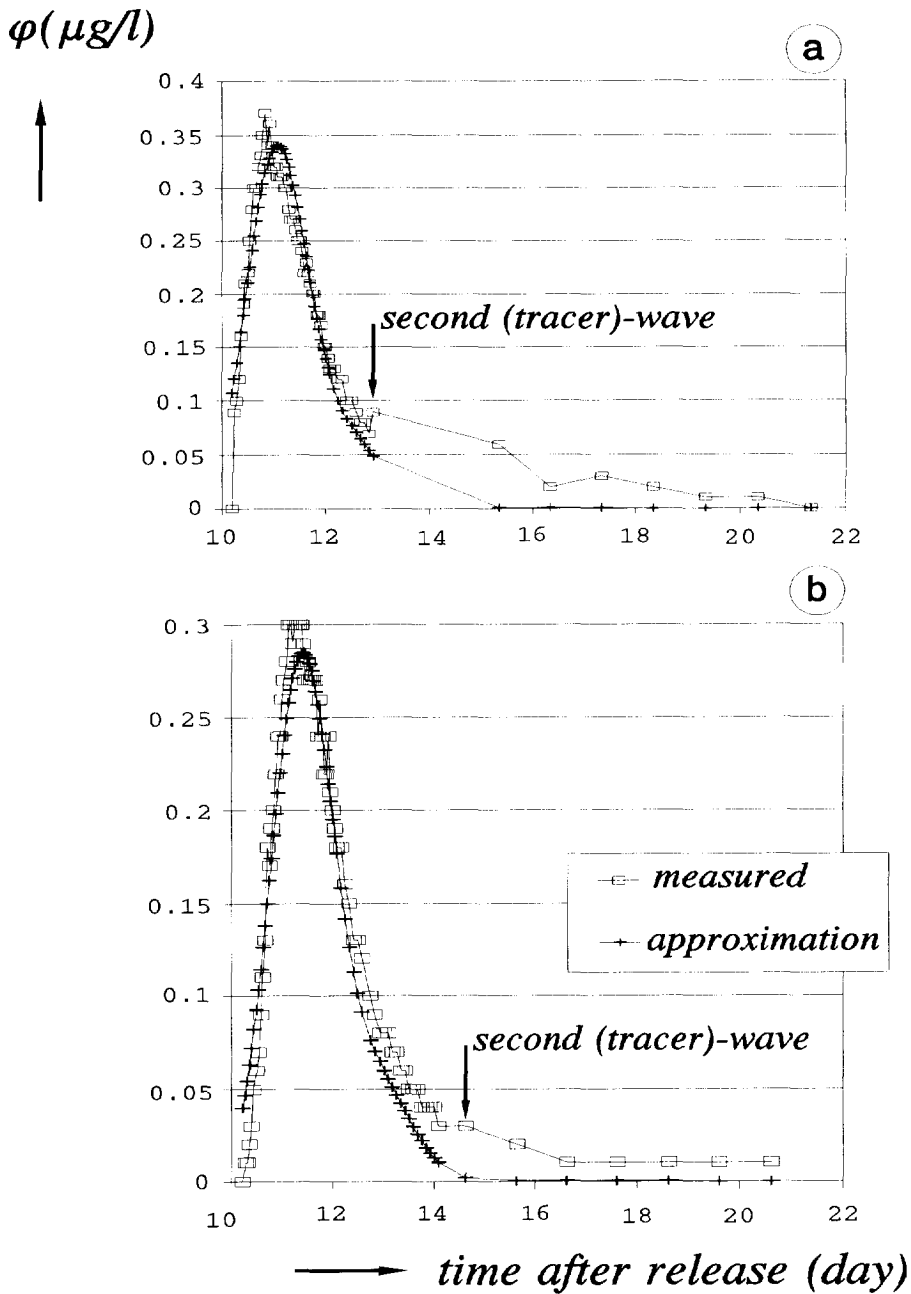 φ(μg/l)
a
0.4
0.35
0.3
0.25
0.2
0.15
0.1
0.05
0
second (tracer)-wave
10 12 14 16 18 20 22
b
0.3
0.25
0.2
0.15
0.1
0.05
0
measured
approximation
second (tracer)-wave
10 12 14 16 18 20 22
time after release (day)